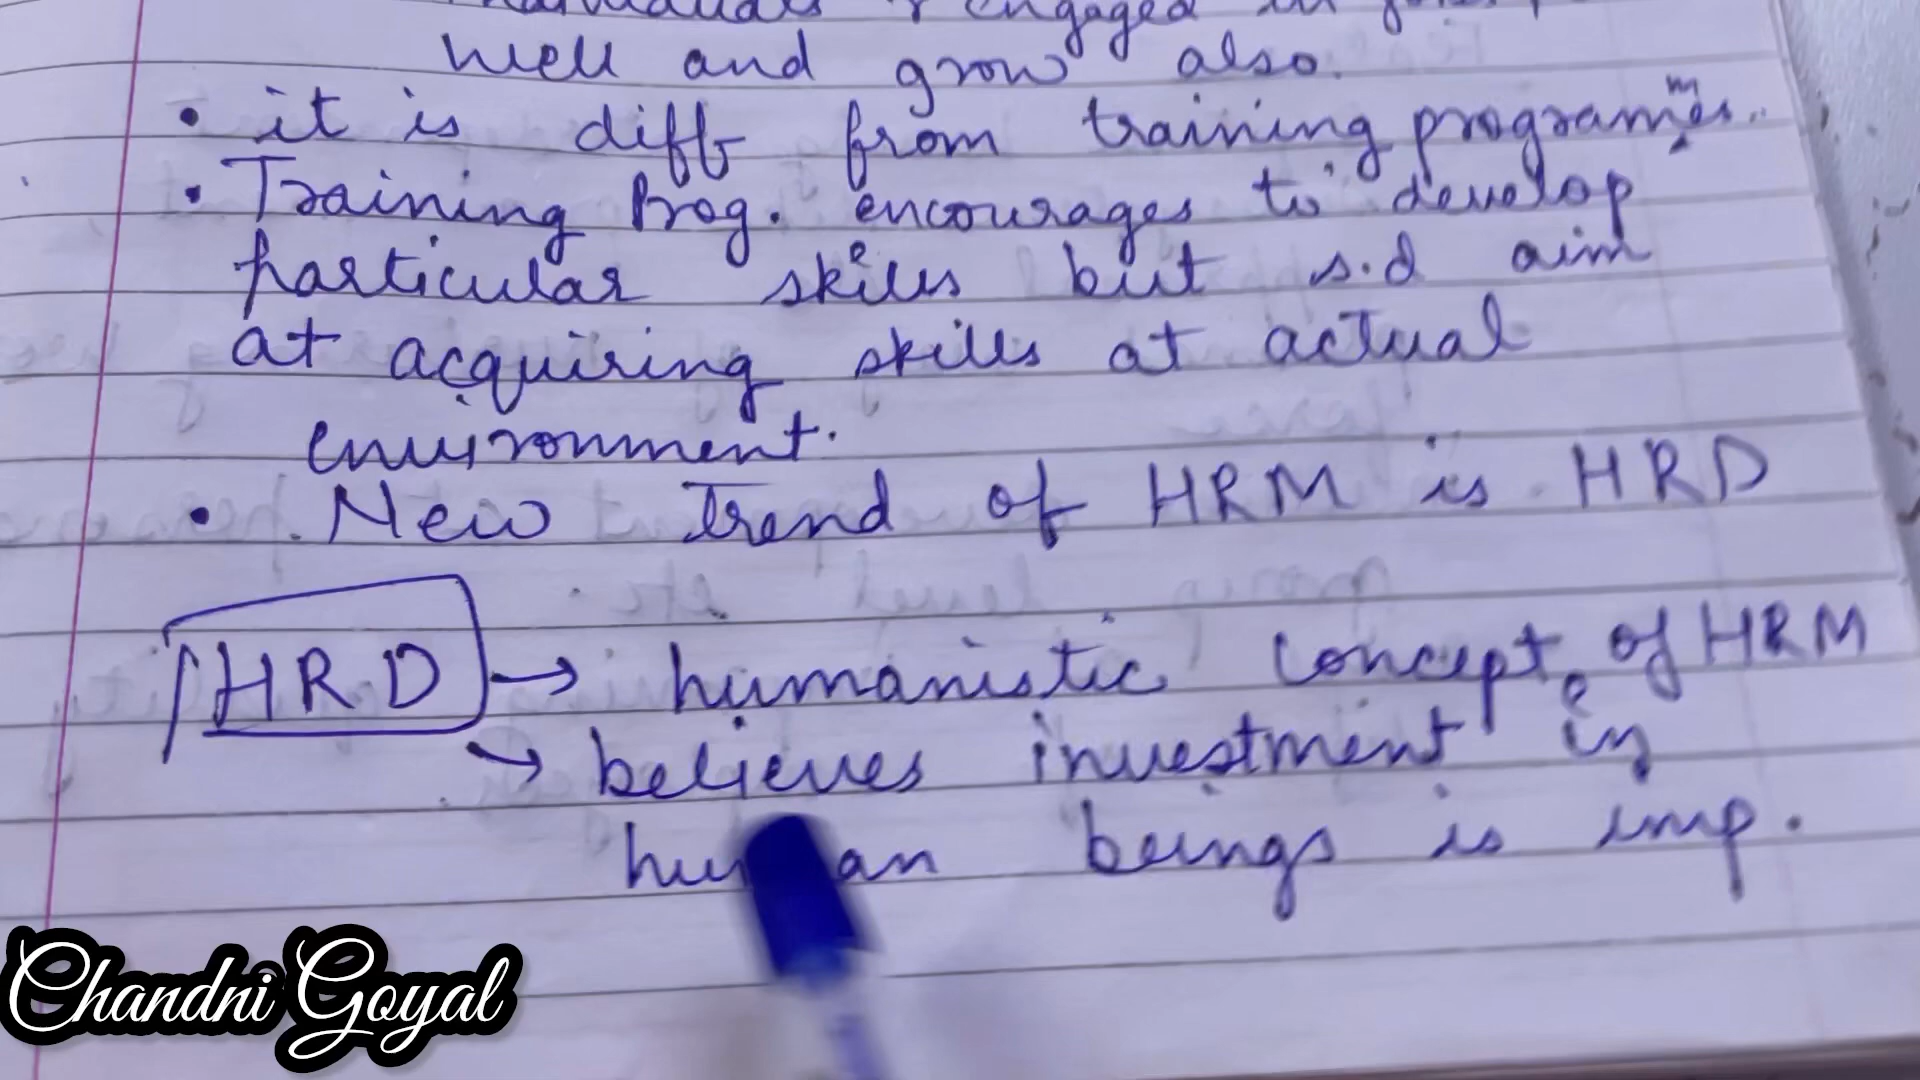 & engaged in
well and grow also.
• it is diff from training programmes.
• Training Prog. encourages to develop
particular skills but s.d aim
at acquiring skills at actual
environment.
• New Trend of HRM is HRD
HRD → humanistic concept of HRM
→ believes investment in
human beings is imp.
Chandni Goyal